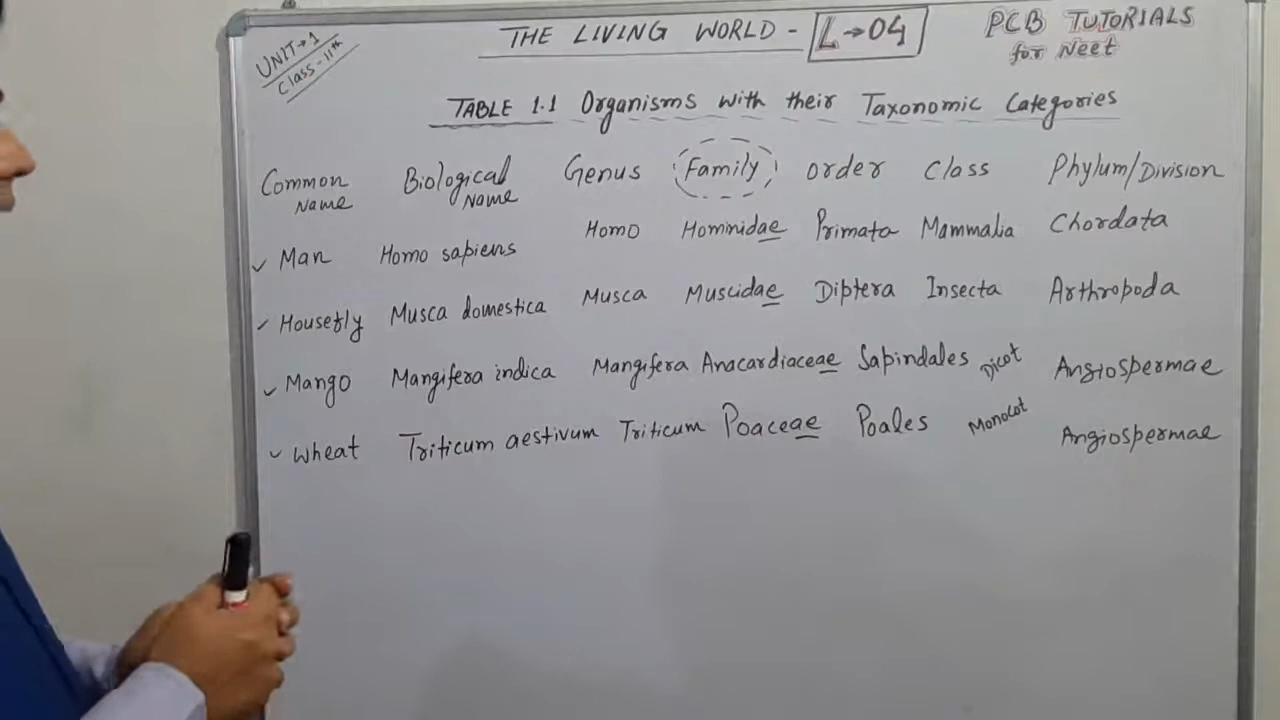 UNIT→1
Class-11th
THE LIVING WORLD - L→04
PCB TUTORIALS
for Neet
TABLE 1.1 Organisms with their Taxonomic Categories
Common Name Biological Name Genus Family order Class Phylum/Division
Man Homo sapiens Homo Hominidae Primata Mammalia Chordata
Housefly Musca domestica Musca Muscidae Diptera Insecta Arthropoda
Mango Mangifera indica Mangifera Anacardiaceae Sapindales Dicot Angiospermae
Wheat Triticum aestivum Triticum Poaceae Poales Monocot Angiospermae